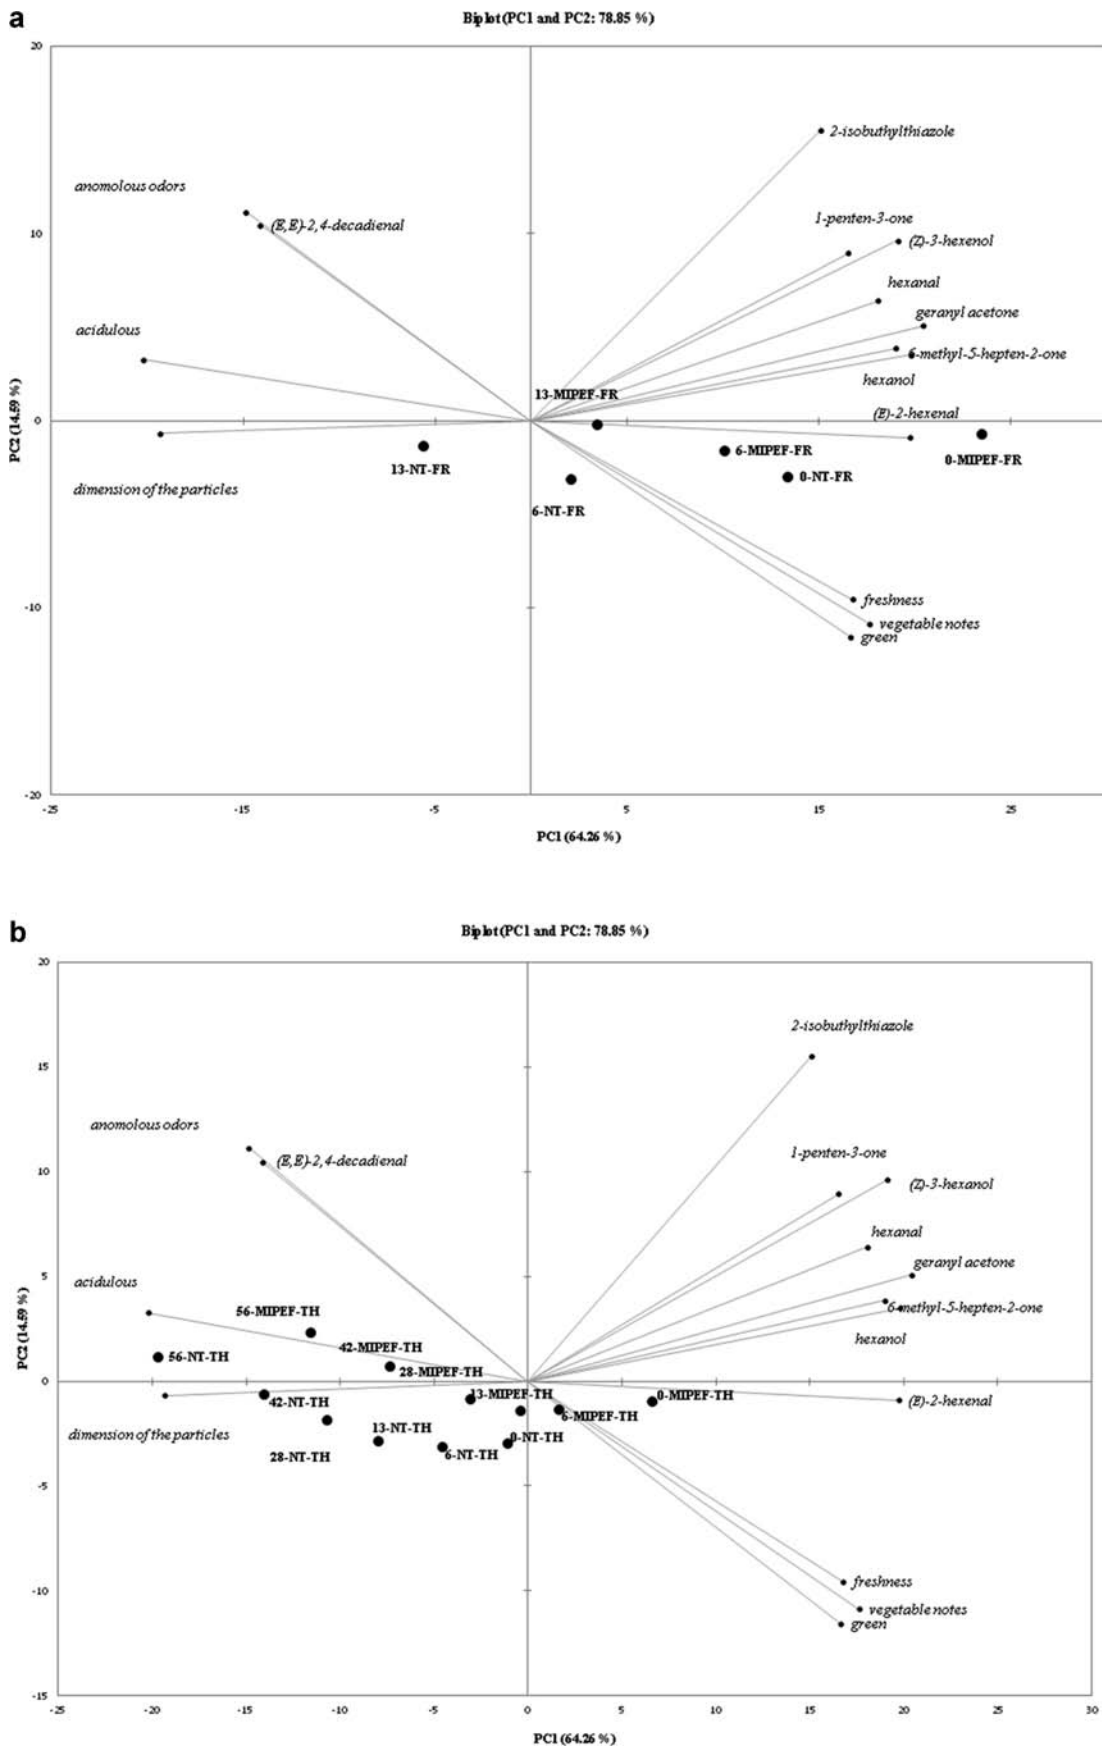 a
Biplot (PC1 and PC2: 78.85 %)
20
2-isobuthylthiazole
anomolous odors
1-penten-3-one
(E,E)-2,4-decadienal
(Z)-3-hexenol
10
hexanal
geranyl acetone
acidulous
6-methyl-5-hepten-2-one
hexanol
13-MIPEF-FR
(E)-2-hexenal
0
6-MIPEF-FR
0-MIPEF-FR
13-NT-FR
0-NT-FR
dimension of the particles
6-NT-FR
PC2 (14.59 %)
freshness
-10
vegetable notes
green
-20
-25 -15 -5 5 15 25
PC1 (64.26 %)
b
Biplot (PC1 and PC2: 78.85 %)
20
2-isobuthylthiazole
15
anomolous odors
1-penten-3-one
(E,E)-2,4-decadienal
(Z)-3-hexanol
10
hexanal
geranyl acetone
5
acidulous
6-methyl-5-hepten-2-one
56-MIPEF-TH
hexanol
42-MIPEF-TH
56-NT-TH
28-MIPEF-TH
0
13-MIPEF-TH
0-MIPEF-TH
42-NT-TH
(E)-2-hexenal
6-MIPEF-TH
dimension of the particles
13-NT-TH
0-NT-TH
28-NT-TH
6-NT-TH
PC2 (14.59 %)
-5
freshness
-10
vegetable notes
green
-15
-25 -20 -15 -10 -5 0 5 10 15 20 25 30
PC1 (64.26 %)